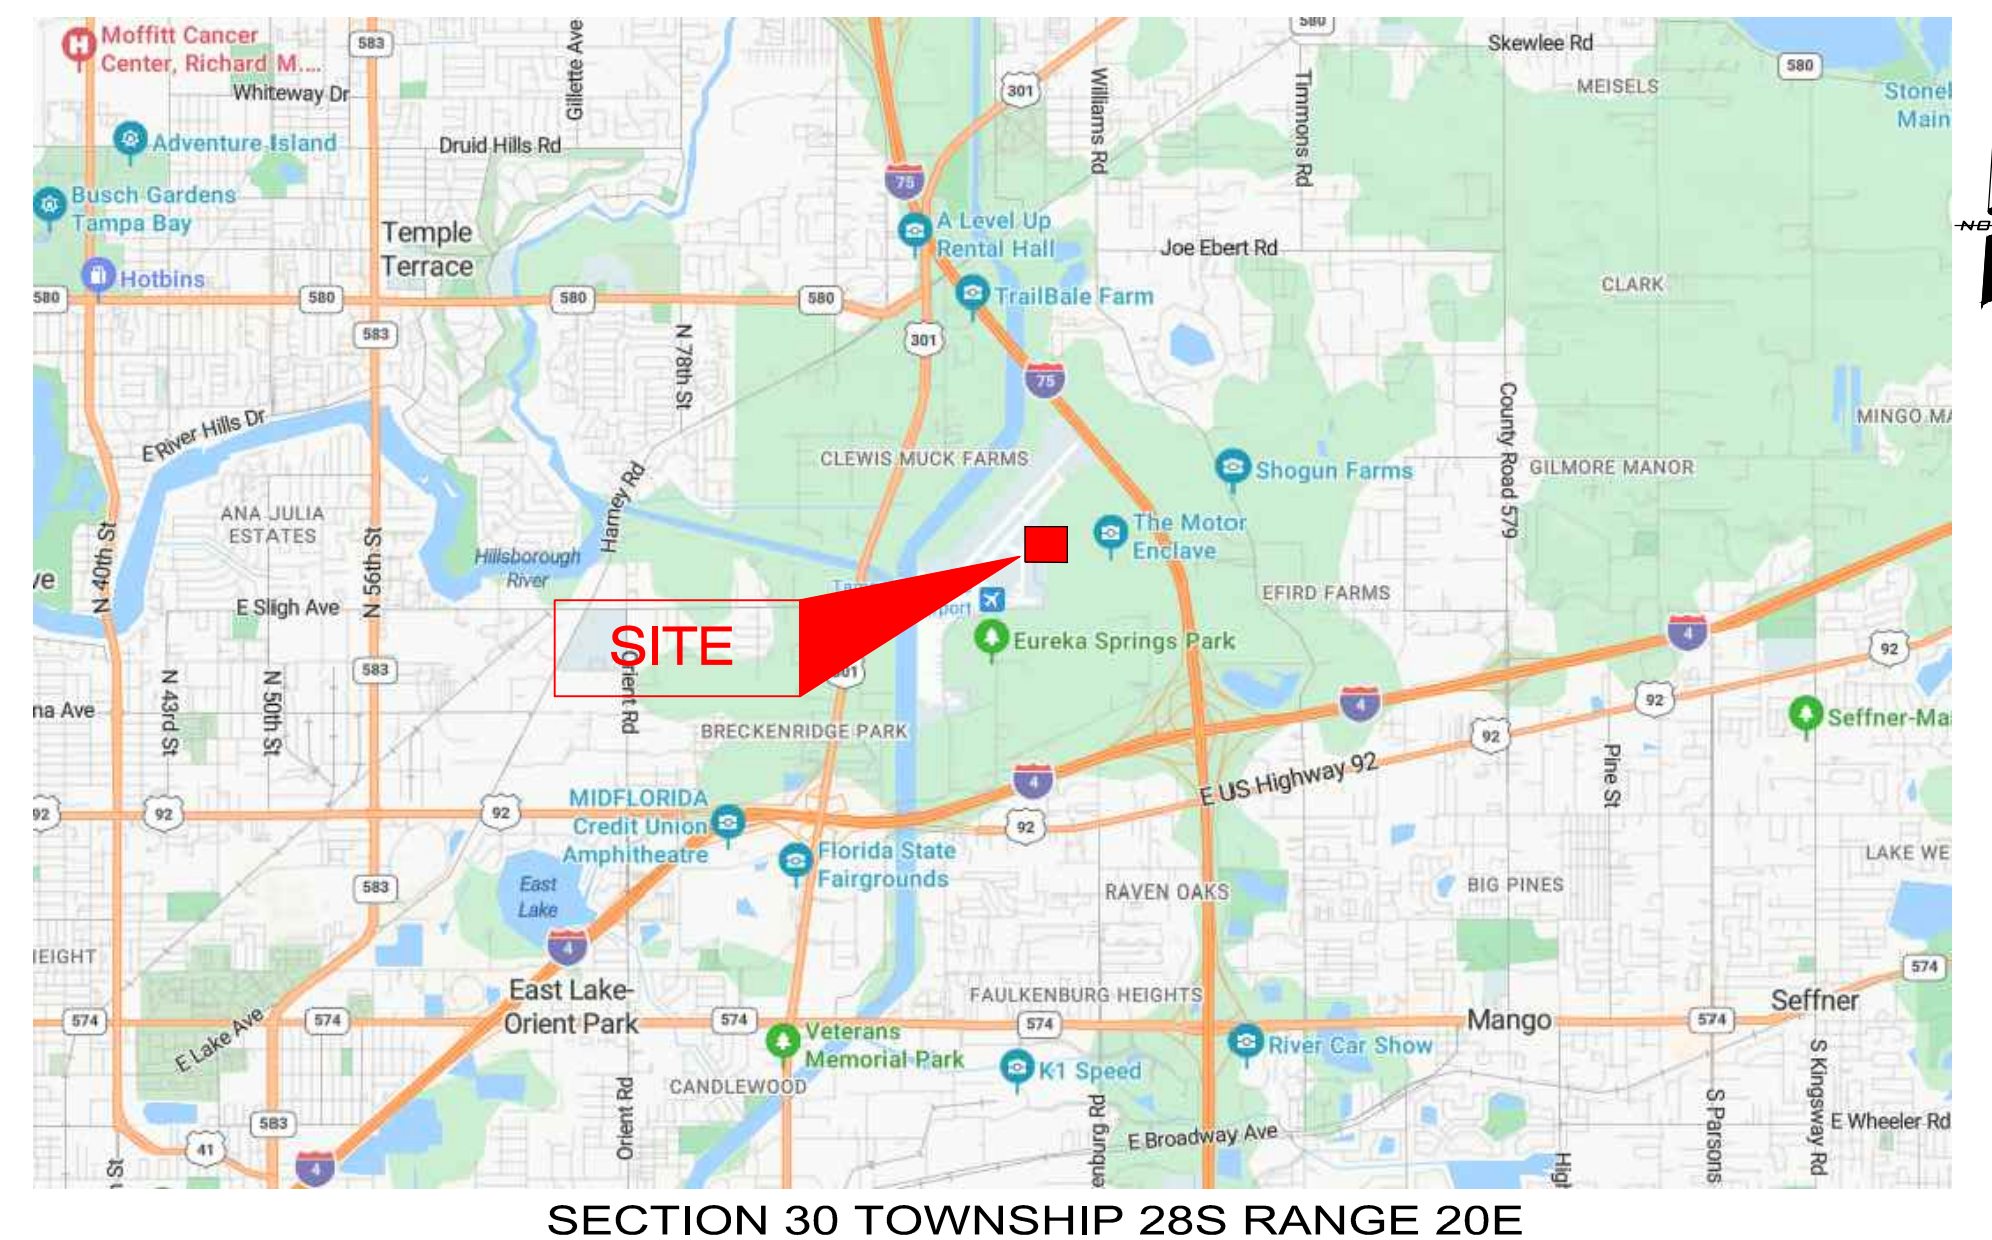 Moffitt Cancer
Center, Richard M....
583
Gillette Ave
580
Skewlee Rd
580
Whiteway Dr
301
Williams Rd
Timmons Rd
MEISELS
Adventure Island
Druid Hills Rd
75
Busch Gardens
Tampa Bay
Temple
Terrace
A Level Up
Rental Hall
Joe Ebert Rd
Hotbins
CLARK
580
580
580
580
TrailBale Farm
583
N 78th St
301
75
County Road 579
E River Hills Dr
CLEWIS MUCK FARMS
Shogun Farms
GILMORE MANOR
Harney Rd
ANA JULIA
ESTATES
N 40th St
N 56th St
Hillsborough
River
The Motor
Enclave
E Sligh Ave
EFIRD FARMS
4
SITE
Eureka Springs Park
92
583
N 43rd St
N 50th St
Orient Rd
BRECKENRIDGE PARK
4
92
92
Pine St
4
E US Highway 92
92
92
92
92
MIDFLORIDA
Credit Union
Amphitheatre
Florida State
Fairgrounds
583
East
Lake
RAVEN OAKS
BIG PINES
4
East Lake-
Orient Park
FAULKENBURG HEIGHTS
574
Seffner
574
574
574
574
Mango
574
E Lake Ave
Veterans
Memorial Park
River Car Show
K1 Speed
CANDLEWOOD
Orient Rd
S Parsons
S Kingsway Rd
583
41
4
E Broadway Ave
E Wheeler Rd
SECTION 30 TOWNSHIP 28S RANGE 20E